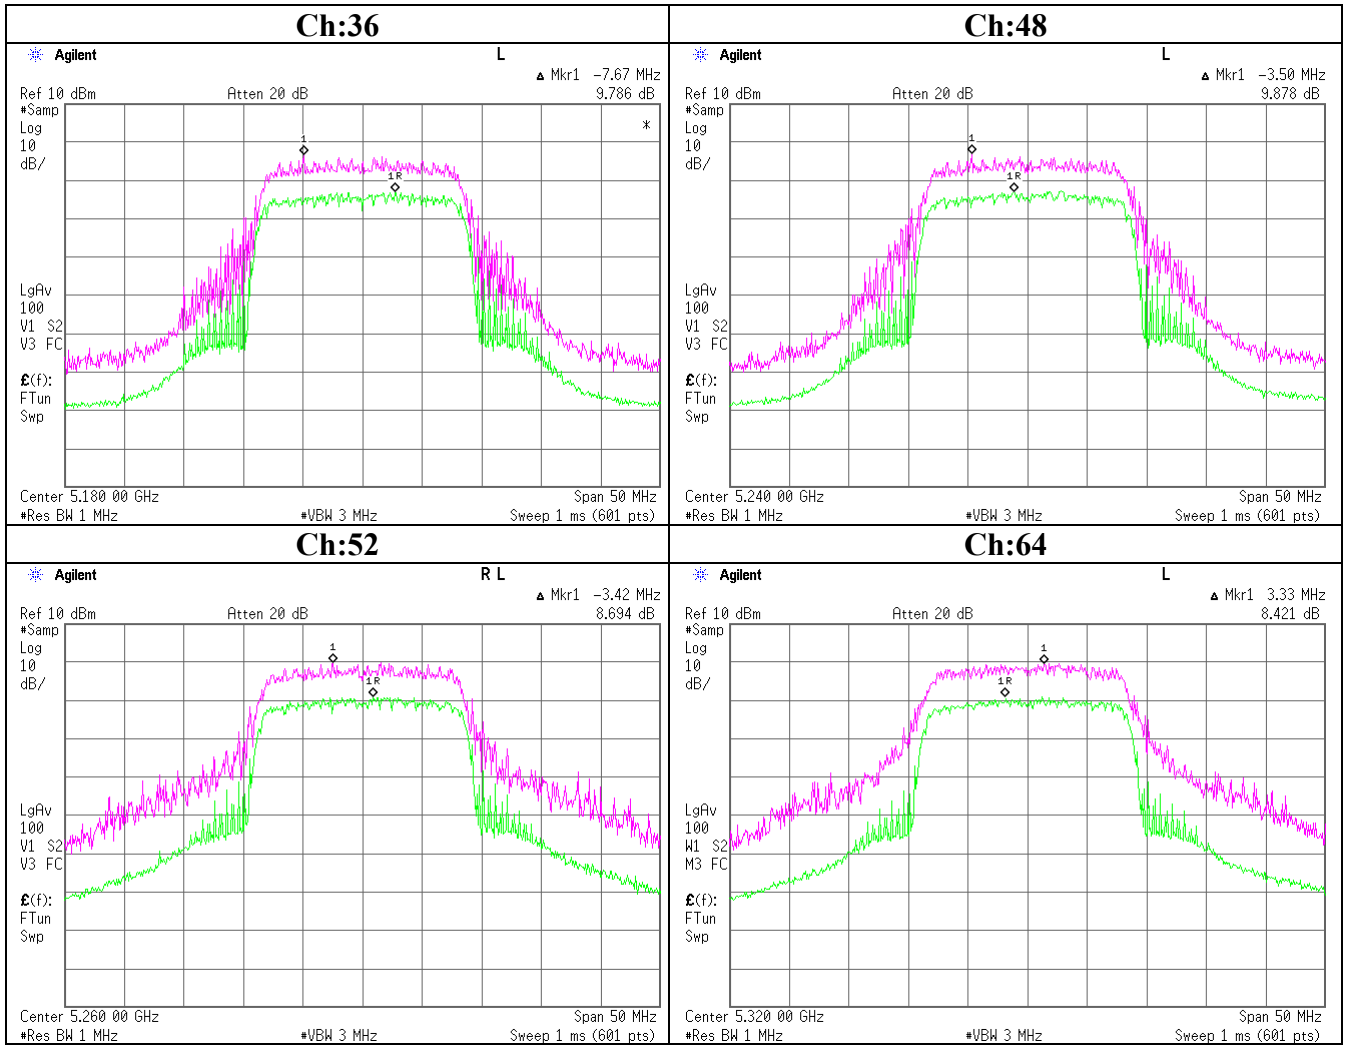 Ch:36
Agilent L
Δ Mkr1 -7.67 MHz
Ref 10 dBm Atten 20 dB 9.786 dB
#Samp
Log
10
dB/
*
1
1R
LgAv
100
V1 S2
V3 FC
£(f):
FTun
Swp
Center 5.180 00 GHz Span 50 MHz
#Res BW 1 MHz #VBW 3 MHz Sweep 1 ms (601 pts)
Ch:48
Agilent L
Δ Mkr1 -3.50 MHz
Ref 10 dBm Atten 20 dB 9.878 dB
#Samp
Log
10
dB/
1
1R
LgAv
100
V1 S2
V3 FC
£(f):
FTun
Swp
Center 5.240 00 GHz Span 50 MHz
#Res BW 1 MHz #VBW 3 MHz Sweep 1 ms (601 pts)
Ch:52
Agilent R L
Δ Mkr1 -3.42 MHz
Ref 10 dBm Atten 20 dB 8.694 dB
#Samp
Log
10
dB/
1
1R
LgAv
100
V1 S2
V3 FC
£(f):
FTun
Swp
Center 5.260 00 GHz Span 50 MHz
#Res BW 1 MHz #VBW 3 MHz Sweep 1 ms (601 pts)
Ch:64
Agilent L
Δ Mkr1 3.33 MHz
Ref 10 dBm Atten 20 dB 8.421 dB
#Samp
Log
10
dB/
1
1R
LgAv
100
W1 S2
M3 FC
£(f):
FTun
Swp
Center 5.320 00 GHz Span 50 MHz
#Res BW 1 MHz #VBW 3 MHz Sweep 1 ms (601 pts)